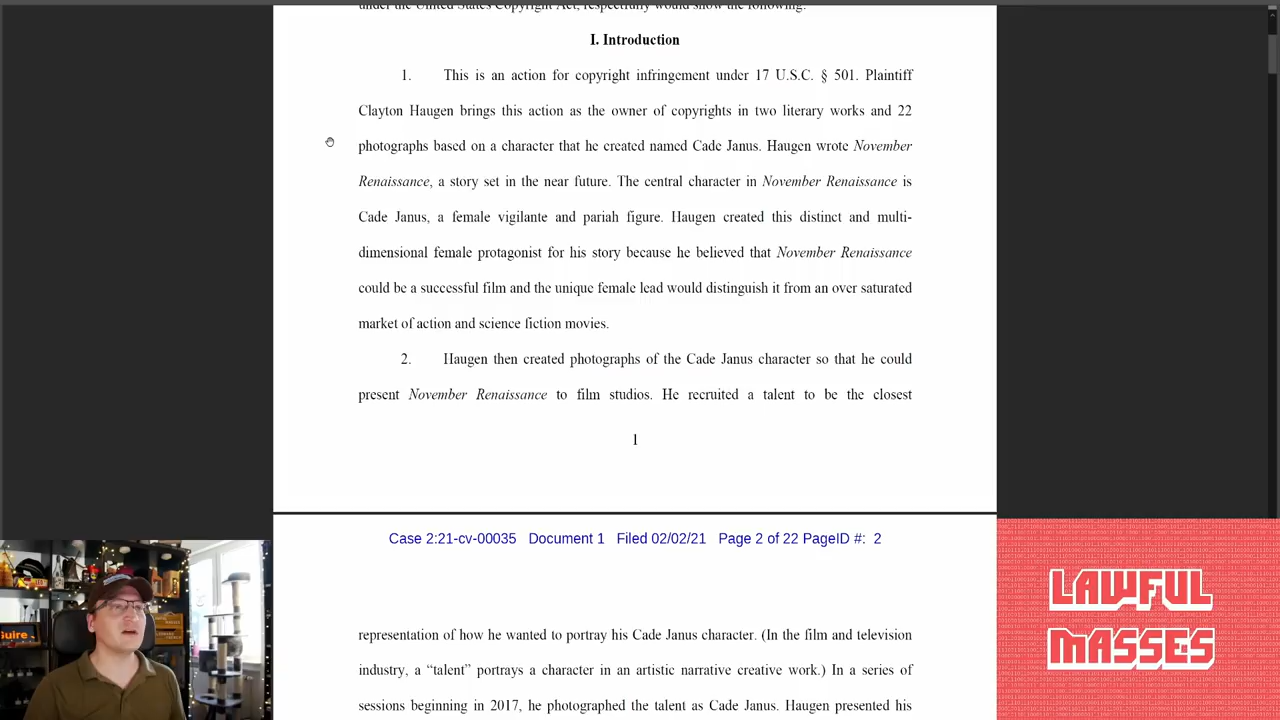 under the United States Copyright Act, respectfully would show the following:
I. Introduction
1. This is an action for copyright infringement under 17 U.S.C. § 501. Plaintiff
Clayton Haugen brings this action as the owner of copyrights in two literary works and 22
photographs based on a character that he created named Cade Janus. Haugen wrote November
Renaissance, a story set in the near future. The central character in November Renaissance is
Cade Janus, a female vigilante and pariah figure. Haugen created this distinct and multi-
dimensional female protagonist for his story because he believed that November Renaissance
could be a successful film and the unique female lead would distinguish it from an over saturated
market of action and science fiction movies.
2. Haugen then created photographs of the Cade Janus character so that he could
present November Renaissance to film studios. He recruited a talent to be the closest
1
Case 2:21-cv-00035 Document 1 Filed 02/02/21 Page 2 of 22 PageID #: 2
representation of how he wanted to portray his Cade Janus character. (In the film and television
industry, a “talent” portrays a character in an artistic narrative creative work.) In a series of
sessions beginning in 2017, he photographed the talent as Cade Janus. Haugen presented his
LAWFUL
MASSES